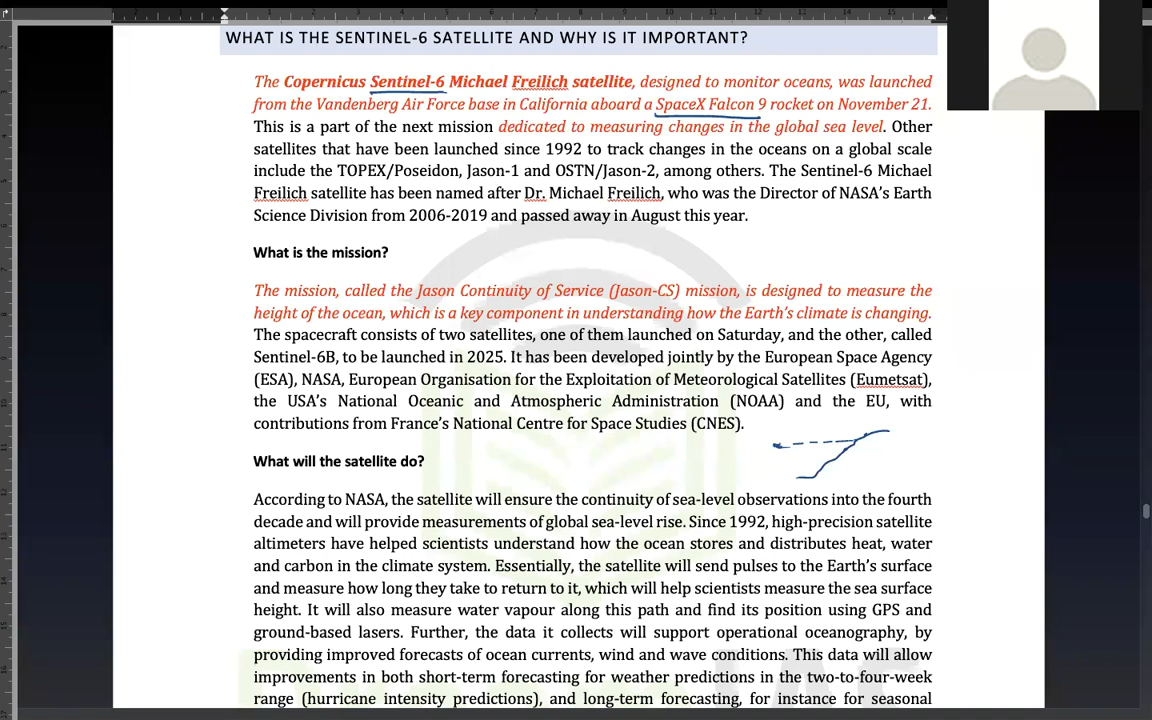 WHAT IS THE SENTINEL-6 SATELLITE AND WHY IS IT IMPORTANT?
The Copernicus Sentinel-6 Michael Freilich satellite, designed to monitor oceans, was launched
from the Vandenberg Air Force base in California aboard a SpaceX Falcon 9 rocket on November 21.
This is a part of the next mission dedicated to measuring changes in the global sea level. Other
satellites that have been launched since 1992 to track changes in the oceans on a global scale
include the TOPEX/Poseidon, Jason-1 and OSTN/Jason-2, among others. The Sentinel-6 Michael
Freilich satellite has been named after Dr. Michael Freilich, who was the Director of NASA's Earth
Science Division from 2006-2019 and passed away in August this year.
What is the mission?
The mission, called the Jason Continuity of Service (Jason-CS) mission, is designed to measure the
height of the ocean, which is a key component in understanding how the Earth's climate is changing.
The spacecraft consists of two satellites, one of them launched on Saturday, and the other, called
Sentinel-6B, to be launched in 2025. It has been developed jointly by the European Space Agency
(ESA), NASA, European Organisation for the Exploitation of Meteorological Satellites (Eumetsat),
the USA's National Oceanic and Atmospheric Administration (NOAA) and the EU, with
contributions from France's National Centre for Space Studies (CNES).
What will the satellite do?
According to NASA, the satellite will ensure the continuity of sea-level observations into the fourth
decade and will provide measurements of global sea-level rise. Since 1992, high-precision satellite
altimeters have helped scientists understand how the ocean stores and distributes heat, water
and carbon in the climate system. Essentially, the satellite will send pulses to the Earth's surface
and measure how long they take to return to it, which will help scientists measure the sea surface
height. It will also measure water vapour along this path and find its position using GPS and
ground-based lasers. Further, the data it collects will support operational oceanography, by
providing improved forecasts of ocean currents, wind and wave conditions. This data will allow
improvements in both short-term forecasting for weather predictions in the two-to-four-week
range (hurricane intensity predictions), and long-term forecasting, for instance for seasonal